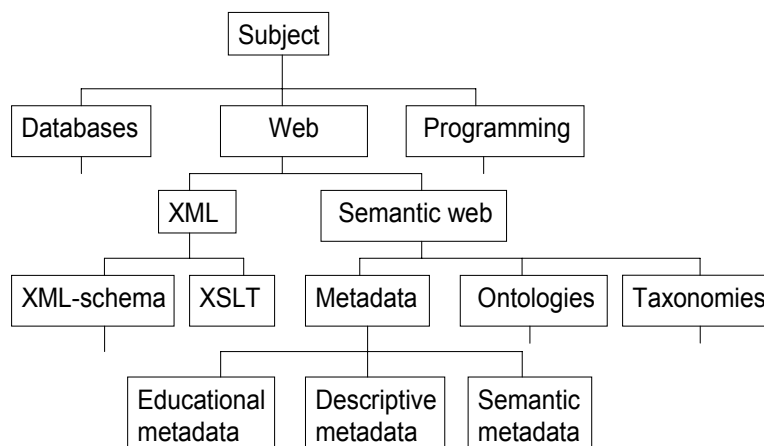 Subject
Databases
Web
Programming
XML
Semantic web
XML-schema
XSLT
Metadata
Ontologies
Taxonomies
Educational
metadata
Descriptive
metadata
Semantic
metadata